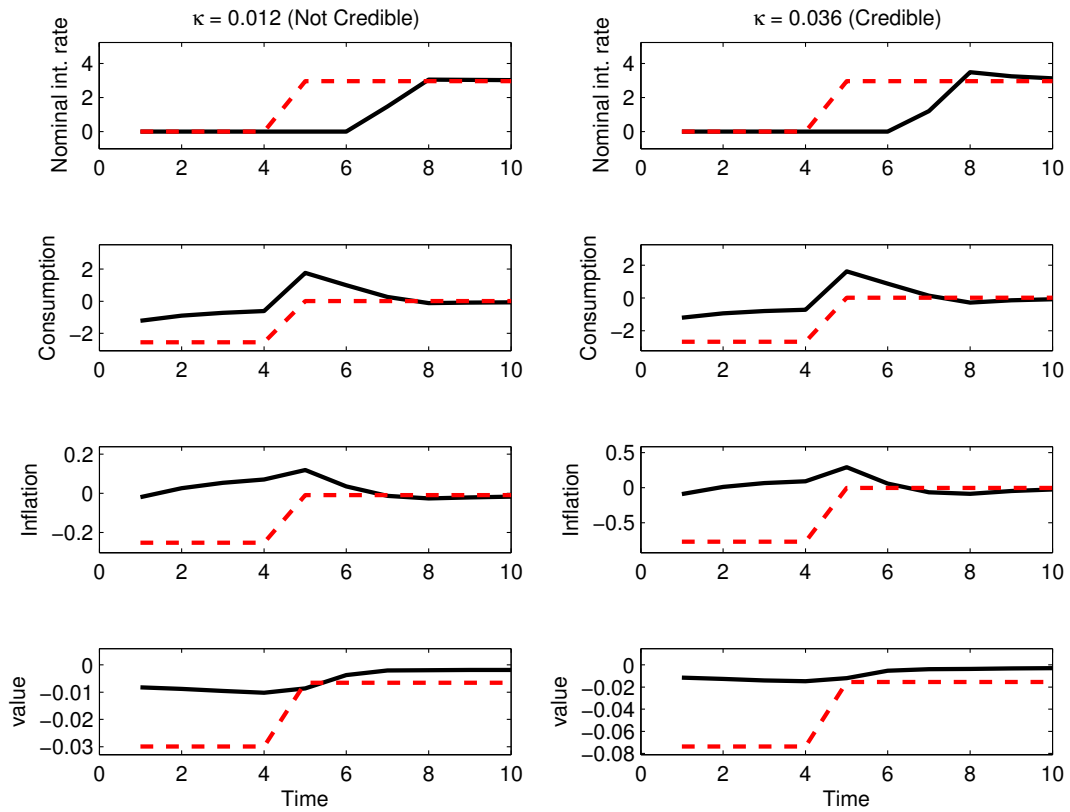 κ = 0.012 (Not Credible)
Nominal int. rate
4
2
0
0 2 4 6 8 10
Consumption
2
0
−2
0 2 4 6 8 10
Inflation
0.2
0
−0.2
0 2 4 6 8 10
value
0
−0.01
−0.02
−0.03
0 2 4 6 8 10
Time
κ = 0.036 (Credible)
Nominal int. rate
4
2
0
0 2 4 6 8 10
Consumption
2
0
−2
0 2 4 6 8 10
Inflation
0.5
0
−0.5
0 2 4 6 8 10
value
0
−0.02
−0.04
−0.06
−0.08
0 2 4 6 8 10
Time